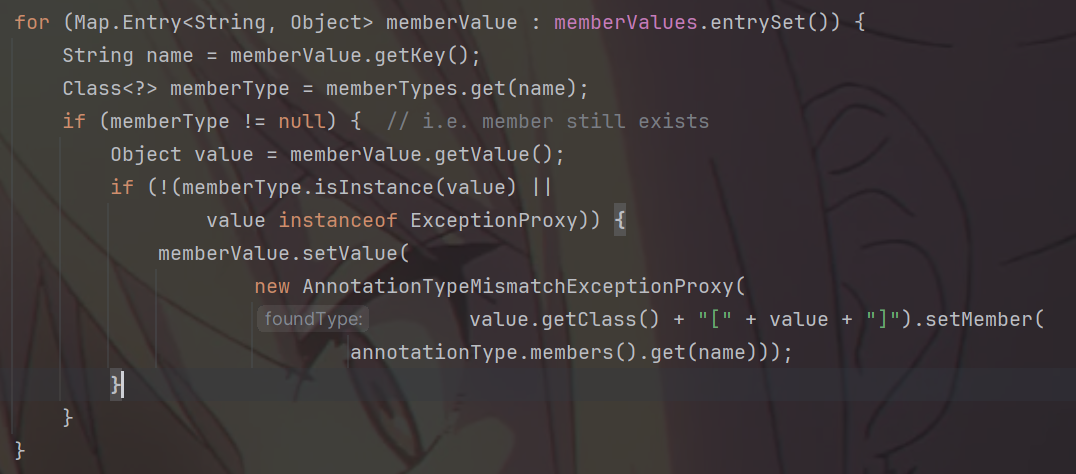 for (Map.Entry<String, Object> memberValue : memberValues.entrySet()) {
    String name = memberValue.getKey();
    Class<?> memberType = memberTypes.get(name);
    if (memberType != null) {  // i.e. member still exists
        Object value = memberValue.getValue();
        if (!(memberType.isInstance(value) ||
                value instanceof ExceptionProxy)) {
            memberValue.setValue(
                    new AnnotationTypeMismatchExceptionProxy(
                    foundType:        value.getClass() + "[" + value + "]").setMember(
                            annotationType.members().get(name)));
        }
    }
}